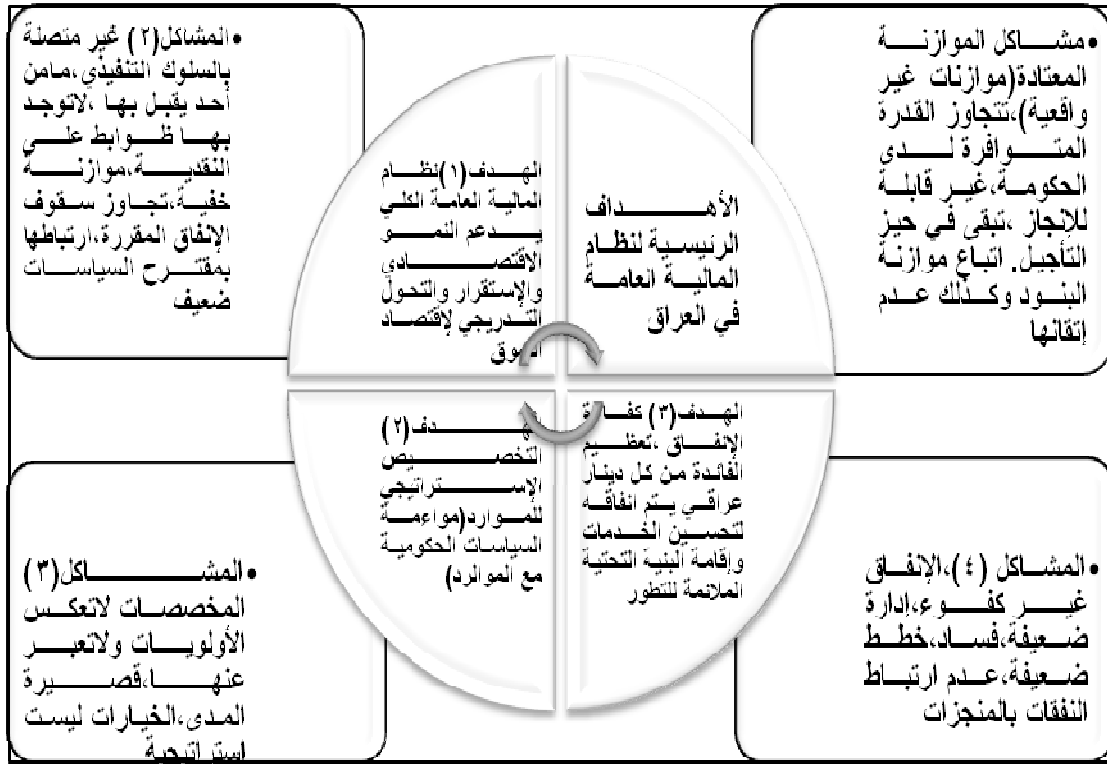 •مشاكل الموازنة
المعتادة(موازنات غير
واقعية)،تتجاوز القدرة
المتوافرة لدى
الحكومة،غير قابلة
للإنجاز ،تبقى في حيز
التأجيل. اتباع موازنة
البنود وكذلك عدم
إتقانها
•المشاكل(٢) غير متصلة
بالسلوك التنفيذي،مامن
أحد يقبل بها ،لاتوجد
بها ظوابط على
النقدية،موازنة
خفية،تجاوز سقوف
الإنفاق المقررة،ارتباطها
بمقترح السياسات
ضعيف
الأهداف
الرئيسية لنظام
المالية العامة
في العراق
الهدف(١)نظام
المالية العامة الكلي
يدعم النمو
الاقتصادي
والإستقرار والتحول
التدريجي لإقتصاد
السوق
الهدف(٣) كفاءة
الإنفاق ،تعظيم
الفائدة من كل دينار
عراقي يتم انفاقه
لتحسين الخدمات
وإقامة البنية التحتية
الملائمة للتطور
الهدف(٢)
التخصيص
الإستراتيجي
للموارد(مواءمة
السياسات الحكومية
مع الموارد)
•المشاكل (٤)،الإنفاق
غير كفوء،إدارة
ضعيفة،فساد،خطط
ضعيفة،عدم ارتباط
النفقات بالمنجزات
•المشاكل(٣)
المخصصات لاتعكس
الأولويات ولاتعبر
عنها،قصيرة
المدى،الخيارات ليست
استراتيجية